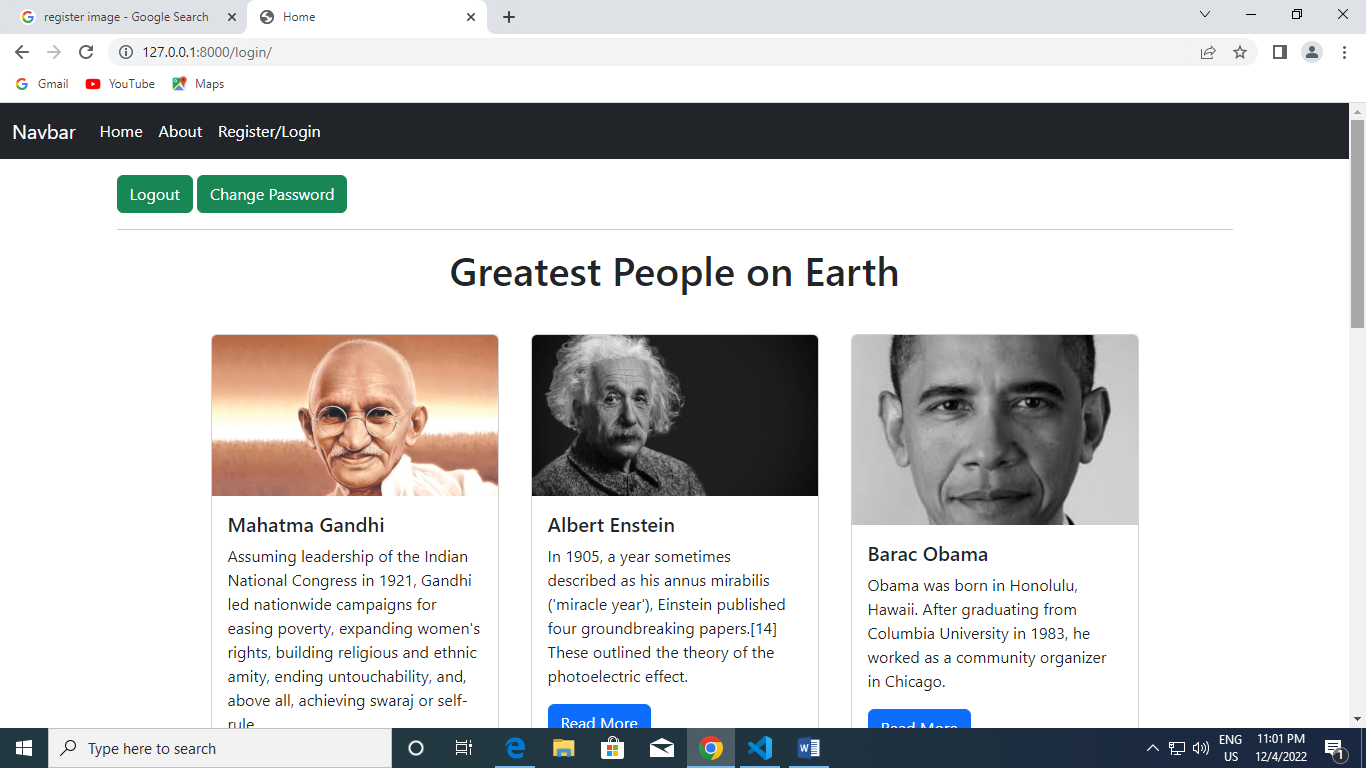 register image - Google Search
Home
127.0.0.1:8000/login/
Gmail YouTube Maps
Navbar Home About Register/Login
Logout Change Password
Greatest People on Earth
Mahatma Gandhi
Assuming leadership of the Indian
National Congress in 1921, Gandhi
led nationwide campaigns for
easing poverty, expanding women's
rights, building religious and ethnic
amity, ending untouchability, and,
above all, achieving swaraj or self-
rule
Albert Enstein
In 1905, a year sometimes
described as his annus mirabilis
('miracle year'), Einstein published
four groundbreaking papers.[14]
These outlined the theory of the
photoelectric effect.
Read More
Barac Obama
Obama was born in Honolulu,
Hawaii. After graduating from
Columbia University in 1983, he
worked as a community organizer
in Chicago.
Read More
Type here to search
ENG
US
11:01 PM
12/4/2022
1